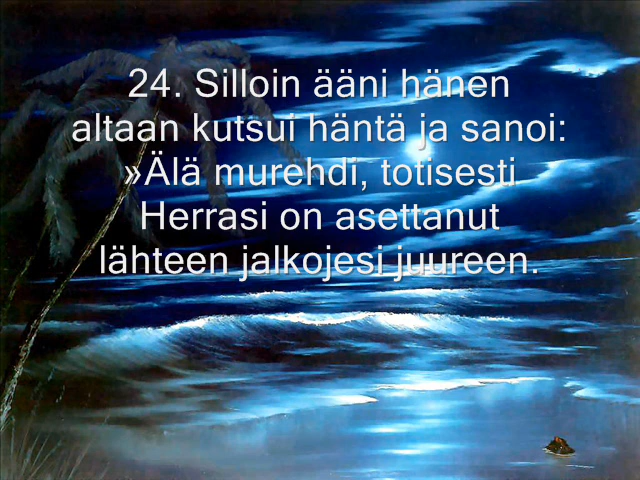 24. Silloin ääni hänen
altaan kutsui häntä ja sanoi:
»Älä murehdi, totisesti
Herrasi on asettanut
lähteen jalkojesi juureen.